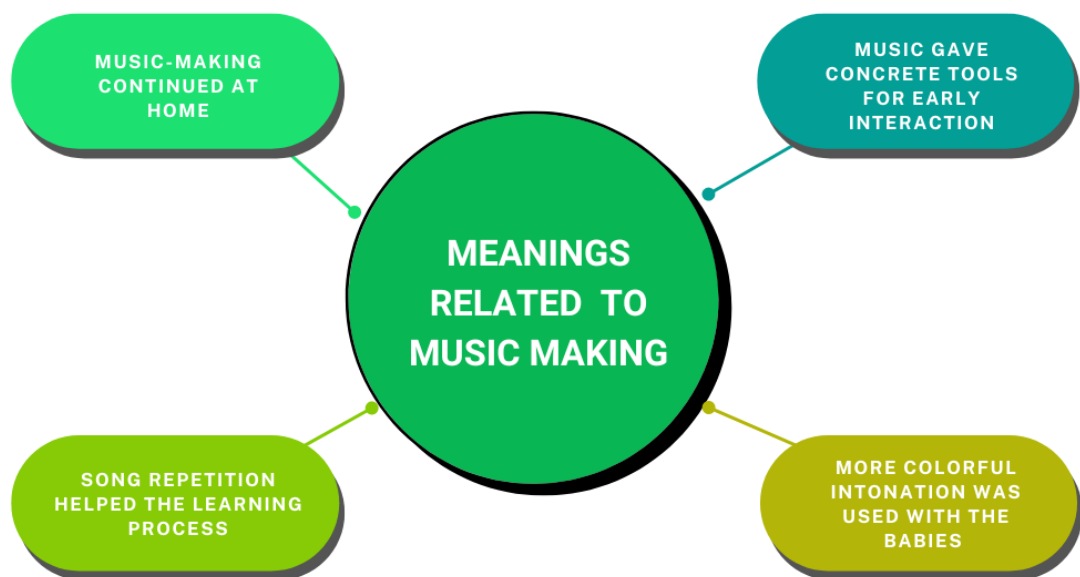 MUSIC-MAKING
CONTINUED AT
HOME
MUSIC GAVE
CONCRETE TOOLS
FOR EARLY
INTERACTION
MEANINGS
RELATED TO
MUSIC MAKING
SONG REPETITION
HELPED THE LEARNING
PROCESS
MORE COLORFUL
INTONATION WAS
USED WITH THE
BABIES